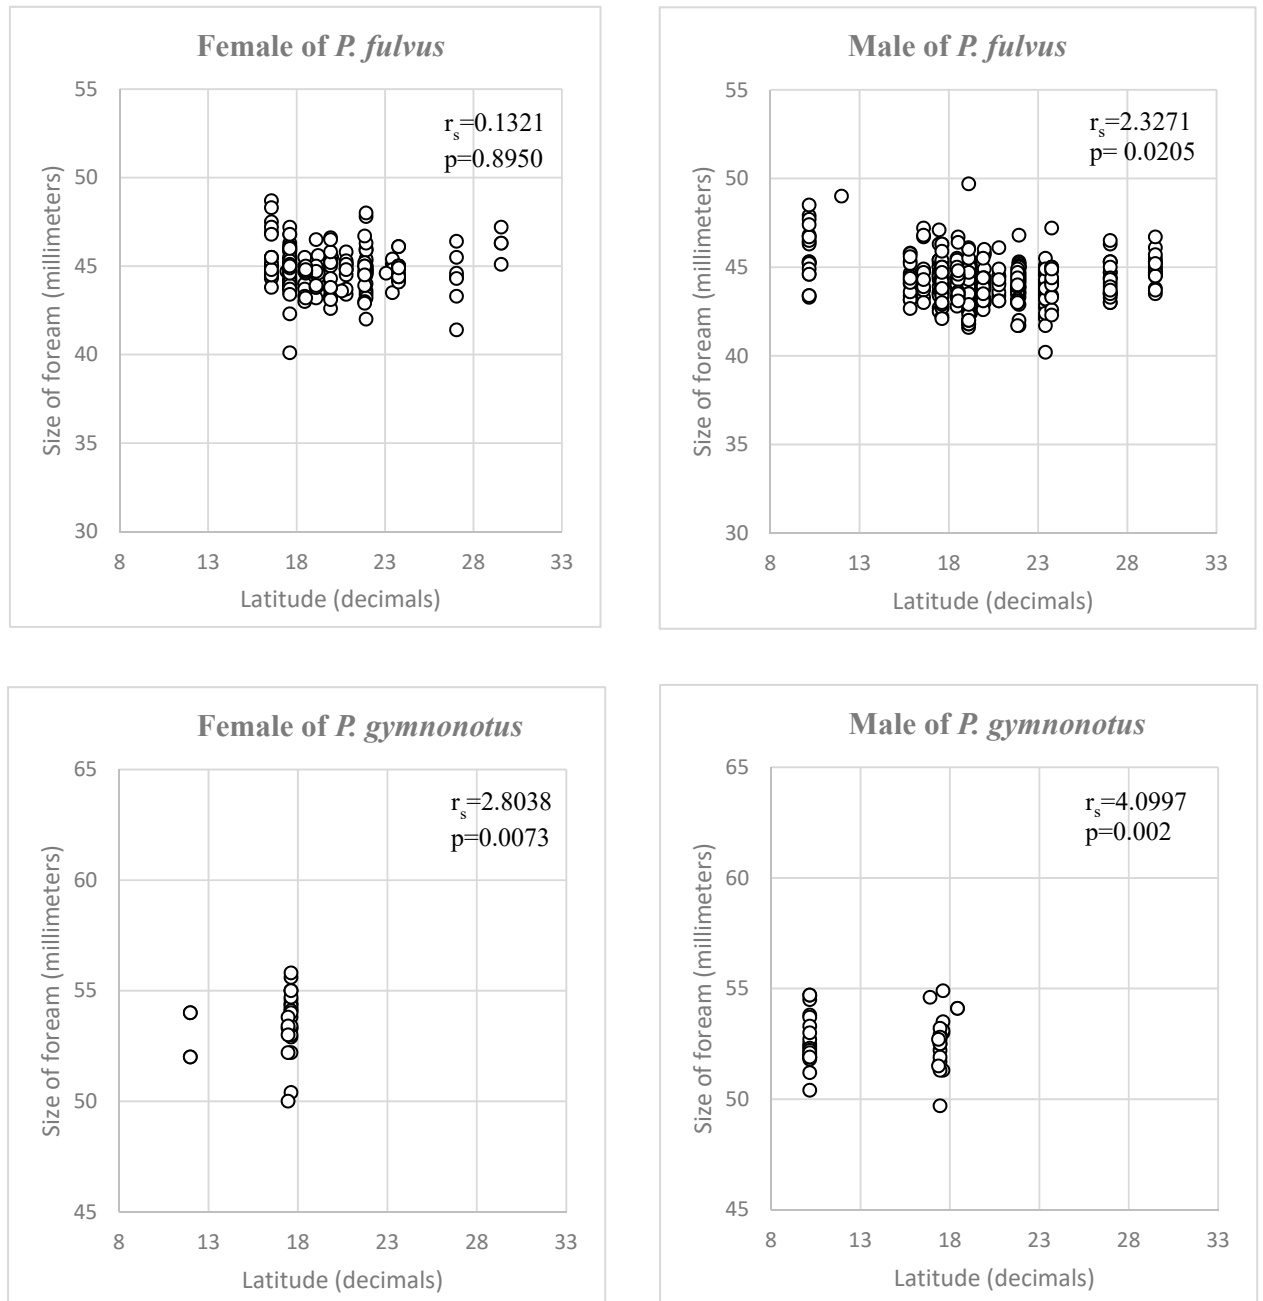 Female of P. fulvus
r_s=0.1321
p=0.8950
55
50
45
40
35
30
8 13 18 23 28 33
Size of foream (millimeters)
Latitude (decimals)
Male of P. fulvus
r_s=2.3271
p= 0.0205
55
50
45
40
35
30
8 13 18 23 28 33
Size of foream (millimeters)
Latitude (decimals)
Female of P. gymnonotus
r_s=2.8038
p=0.0073
65
60
55
50
45
8 13 18 23 28 33
Size of foream (millimeters)
Latitude (decimals)
Male of P. gymnonotus
r_s=4.0997
p=0.002
65
60
55
50
45
8 13 18 23 28 33
Size of foream (millimeters)
Latitude (decimals)